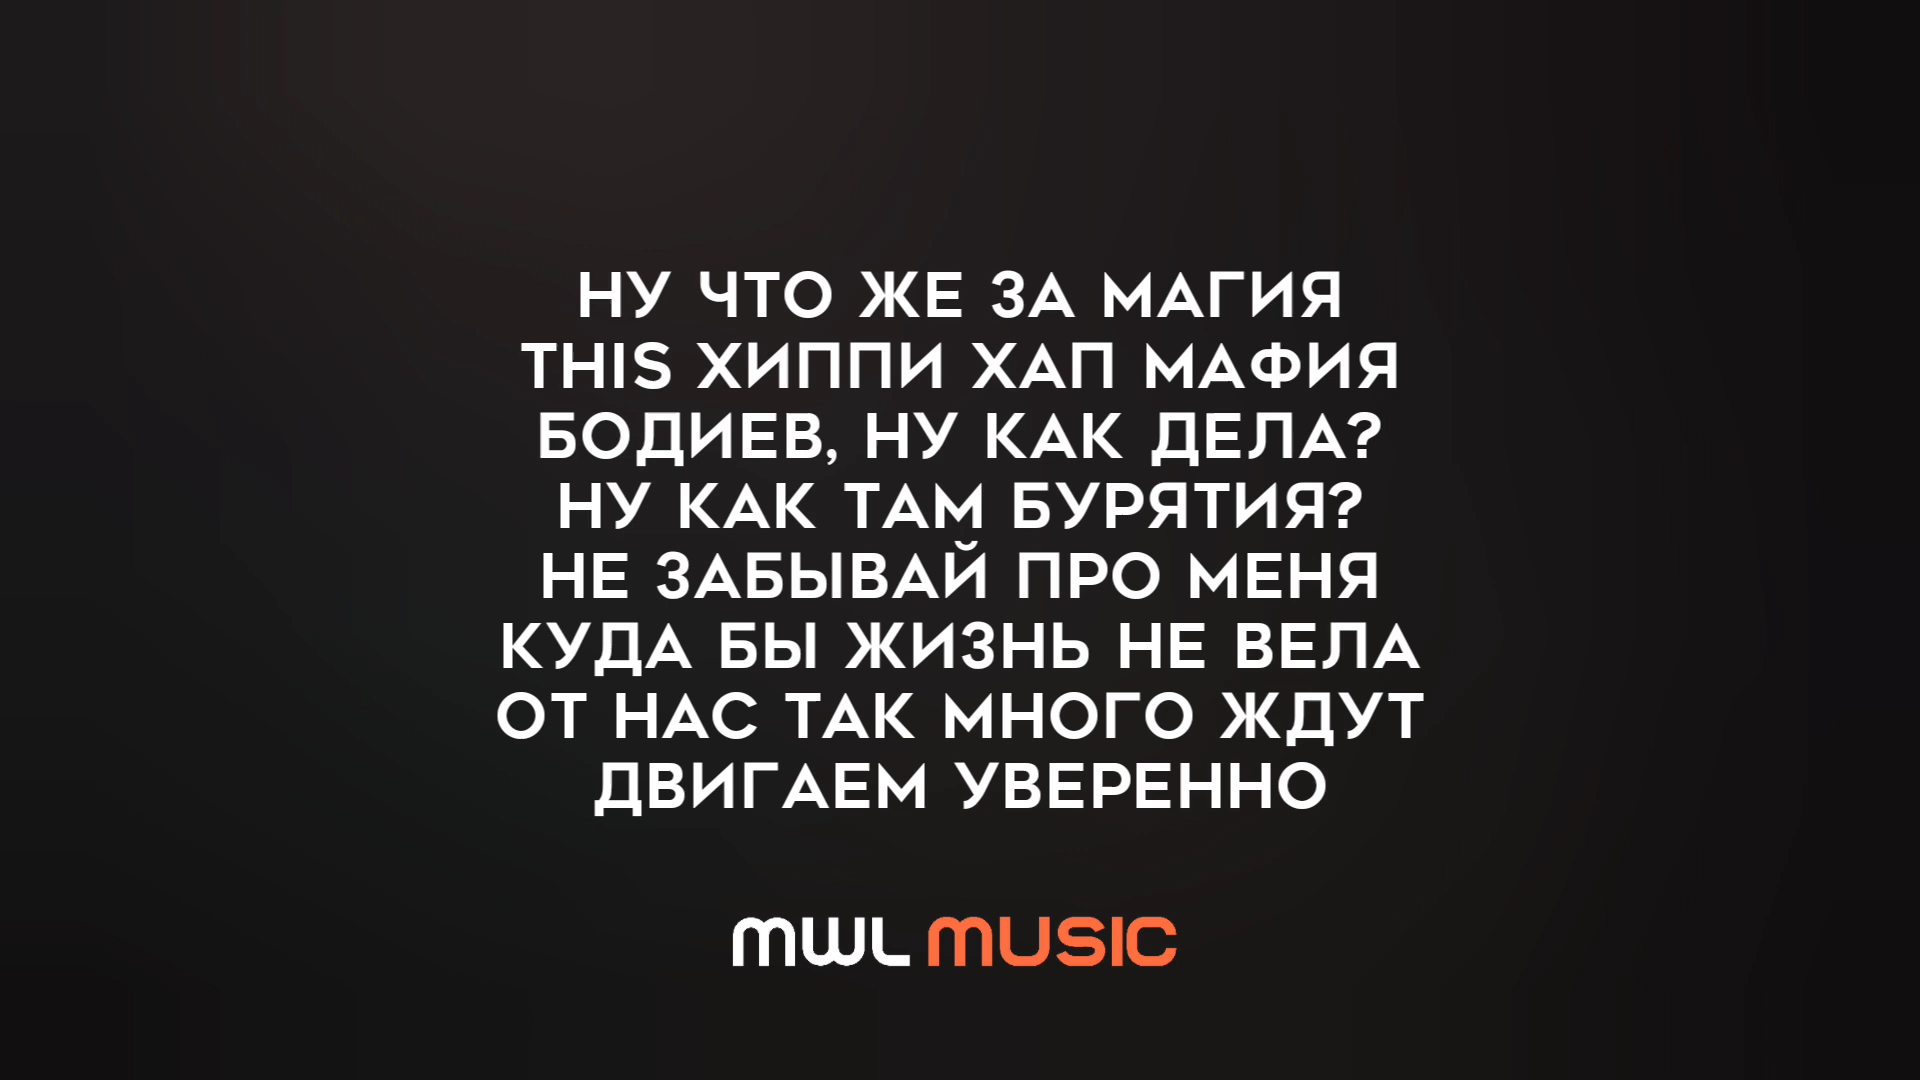 НУ ЧТО ЖЕ ЗА МАГИЯ
THIS ХИППИ ХАП МАФИЯ
БОДИЕВ, НУ КАК ДЕЛА?
НУ КАК ТАМ БУРЯТИЯ?
НЕ ЗАБЫВАЙ ПРО МЕНЯ
КУДА БЫ ЖИЗНЬ НЕ ВЕЛА
ОТ НАС ТАК МНОГО ЖДУТ
ДВИГАЕМ УВЕРЕННО
MWL MUSIC